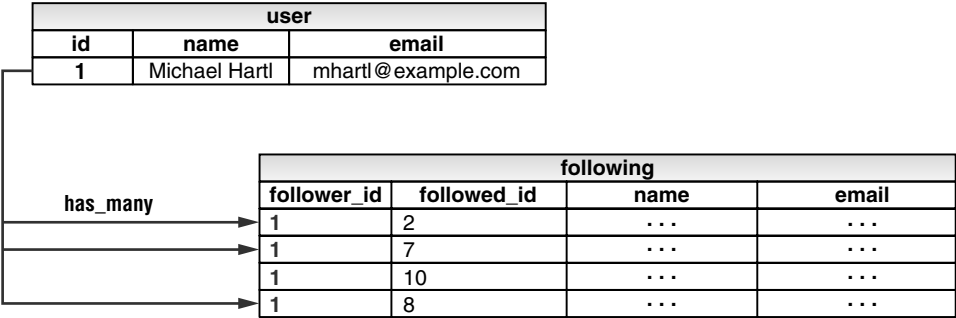 user
id name email
1 Michael Hartl mhartl@example.com
following
has_many follower_id followed_id name email
1 2 . . . . . .
1 7 . . . . . .
1 10 . . . . . .
1 8 . . . . . .